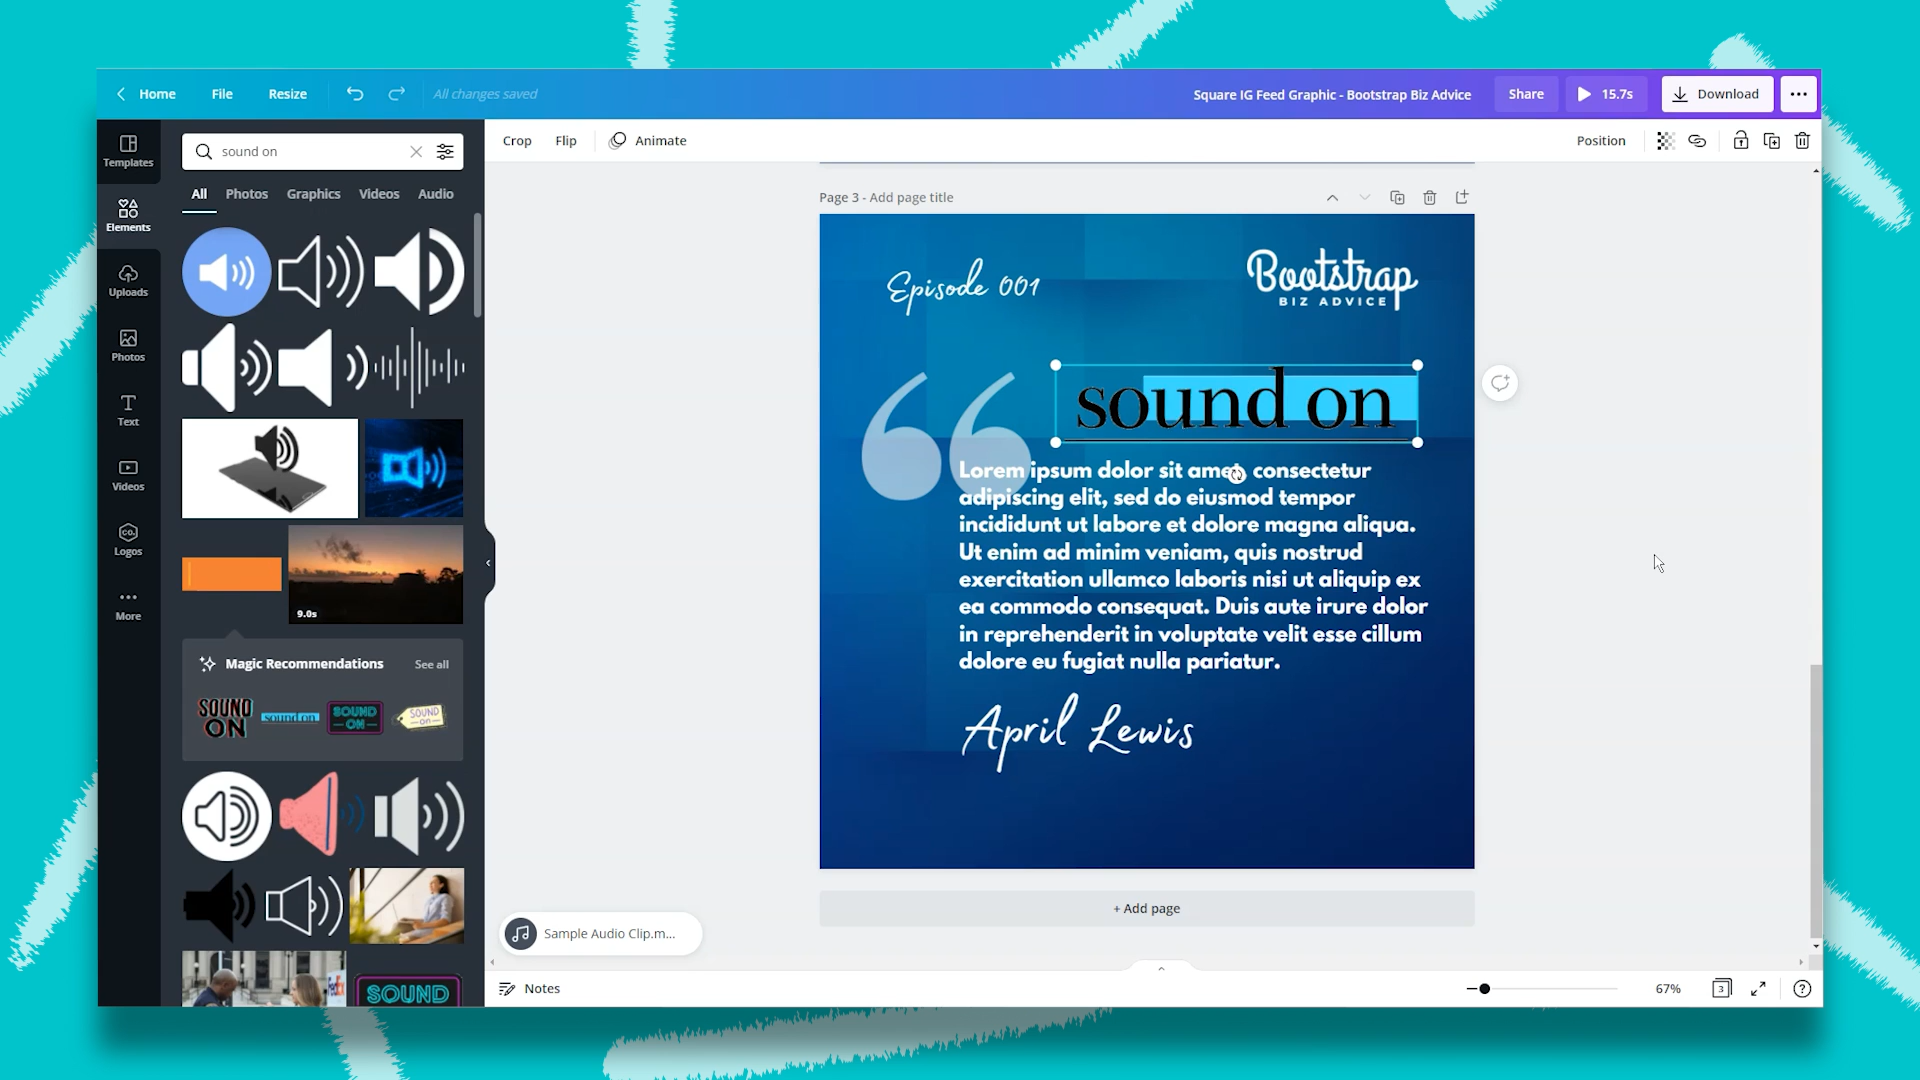 Home File Resize All changes saved Square IG Feed Graphic - Bootstrap Biz Advice Share 15.7s Download
Crop Flip Animate Position
Templates
Elements
Uploads
Photos
Text
Videos
co.
Logos
More
sound on
All Photos Graphics Videos Audio
9.0s
Magic Recommendations See all
SOUND
ON
sound on
SOUND
ON
SOUND
on
FedEx
SOUND
Page 3 - Add page title
Episode 001
Bootstrap
BIZ ADVICE
“
sound on
Lorem ipsum dolor sit amet, consectetur
adipiscing elit, sed do eiusmod tempor
incididunt ut labore et dolore magna aliqua.
Ut enim ad minim veniam, quis nostrud
exercitation ullamco laboris nisi ut aliquip ex
ea commodo consequat. Duis aute irure dolor
in reprehenderit in voluptate velit esse cillum
dolore eu fugiat nulla pariatur.
April Lewis
+ Add page
Sample Audio Clip.m...
Notes 67% 3 ?